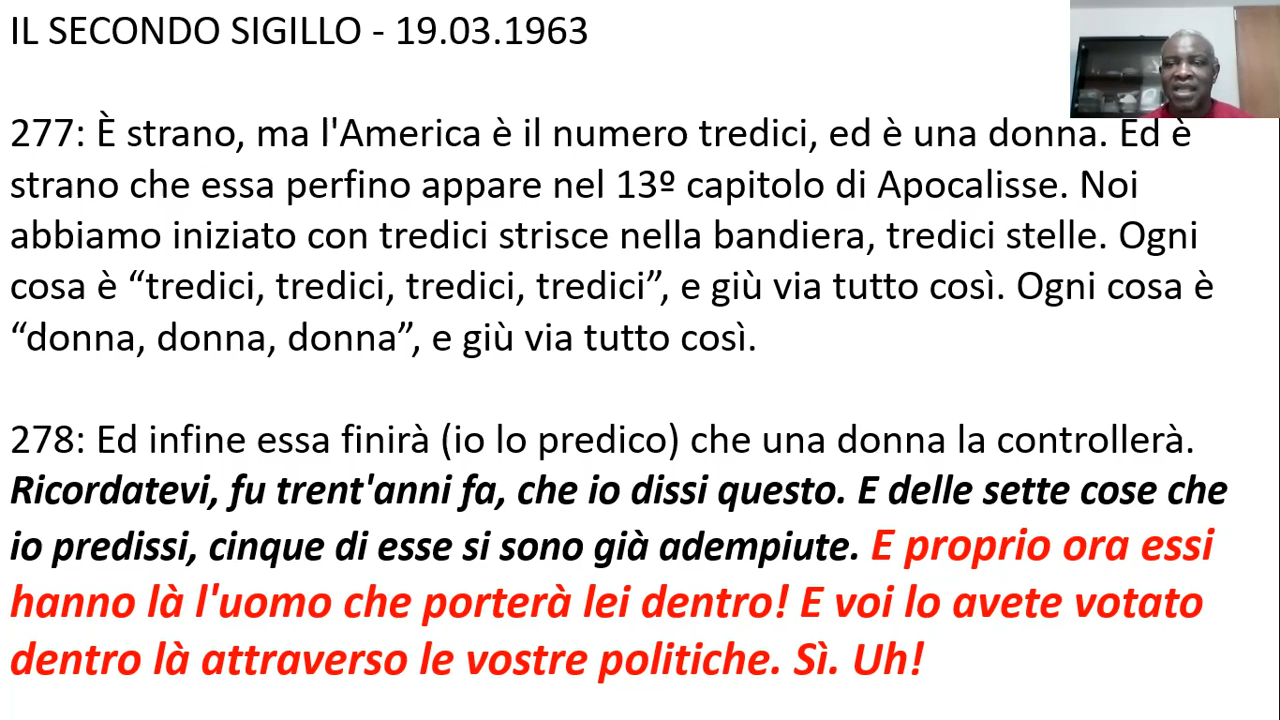 IL SECONDO SIGILLO - 19.03.1963
277: È strano, ma l'America è il numero tredici, ed è una donna. Ed è
strano che essa perfino appare nel 13º capitolo di Apocalisse. Noi
abbiamo iniziato con tredici strisce nella bandiera, tredici stelle. Ogni
cosa è “tredici, tredici, tredici, tredici”, e giù via tutto così. Ogni cosa è
“donna, donna, donna”, e giù via tutto così.
278: Ed infine essa finirà (io lo predico) che una donna la controllerà.
Ricordatevi, fu trent'anni fa, che io dissi questo. E delle sette cose che
io predissi, cinque di esse si sono già adempiute. E proprio ora essi
hanno là l'uomo che porterà lei dentro! E voi lo avete votato
dentro là attraverso le vostre politiche. Sì. Uh!